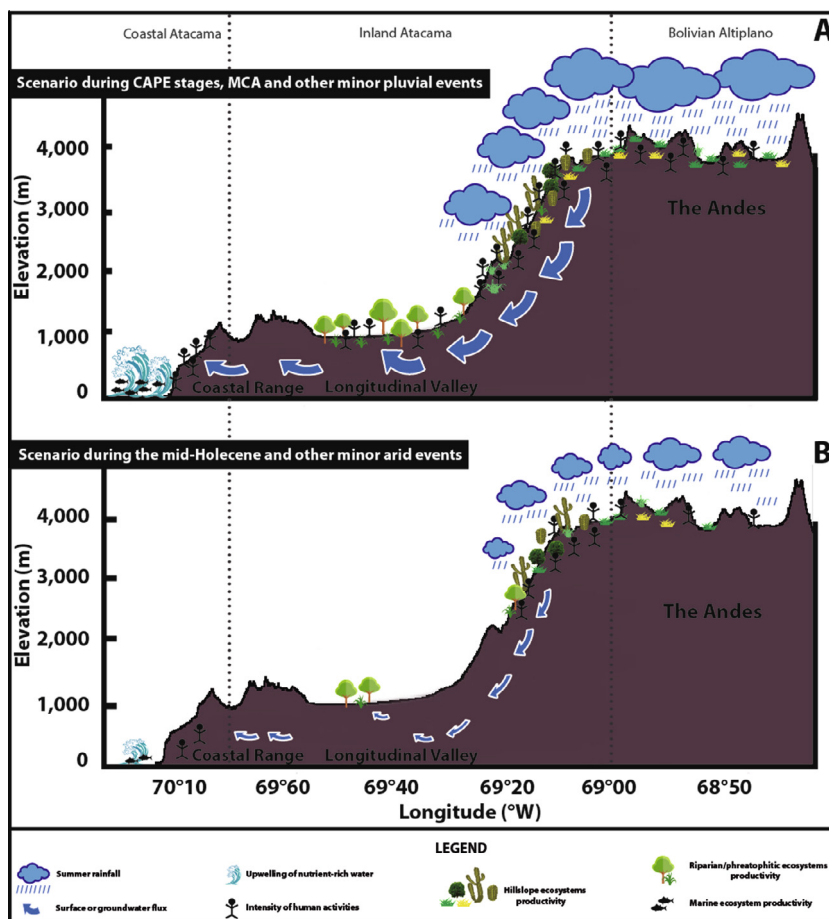 Coastal Atacama Inland Atacama Bolivian Altiplano
A
Scenario during CAPE stages, MCA and other minor pluvial events
4,000
3,000
2,000
1,000
0
Elevation (m)
The Andes
Coastal Range Longitudinal Valley
B
Scenario during the mid-Holocene and other minor arid events
4,000
3,000
2,000
1,000
0
Elevation (m)
The Andes
Coastal Range Longitudinal Valley
70°10 69°60 69°40 69°20 69°00 68°50
Longitude (°W)
LEGEND
Summer rainfall
Upwelling of nutrient-rich water
Hillslope ecosystems
productivity
Riparian/phreatophitic ecosystems
productivity
Surface or groundwater flux
Intensity of human activities
Marine ecosystem productivity